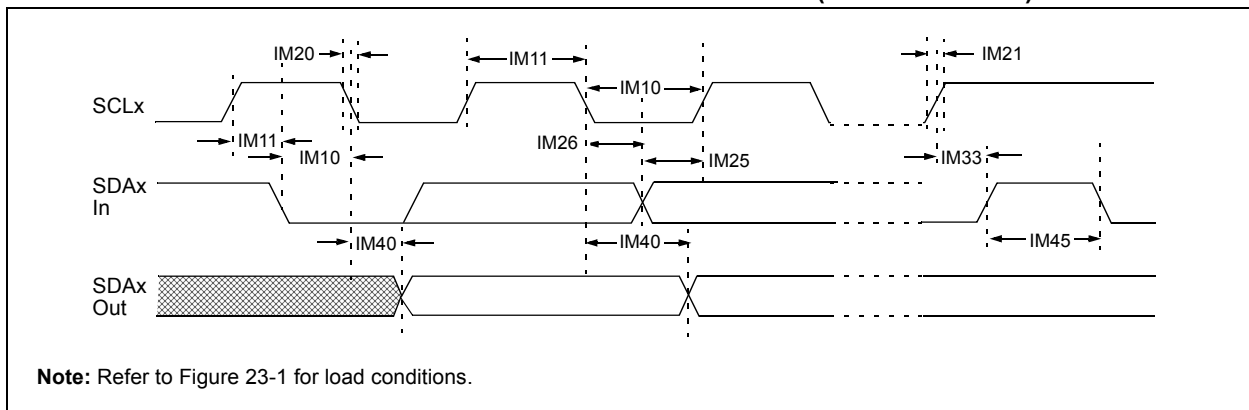 IM20
IM11
IM21
IM10
SCLx
IM11
IM26
IM10
IM25
IM33
SDAx
In
IM40
IM40
IM45
SDAx
Out
Note: Refer to Figure 23-1 for load conditions.